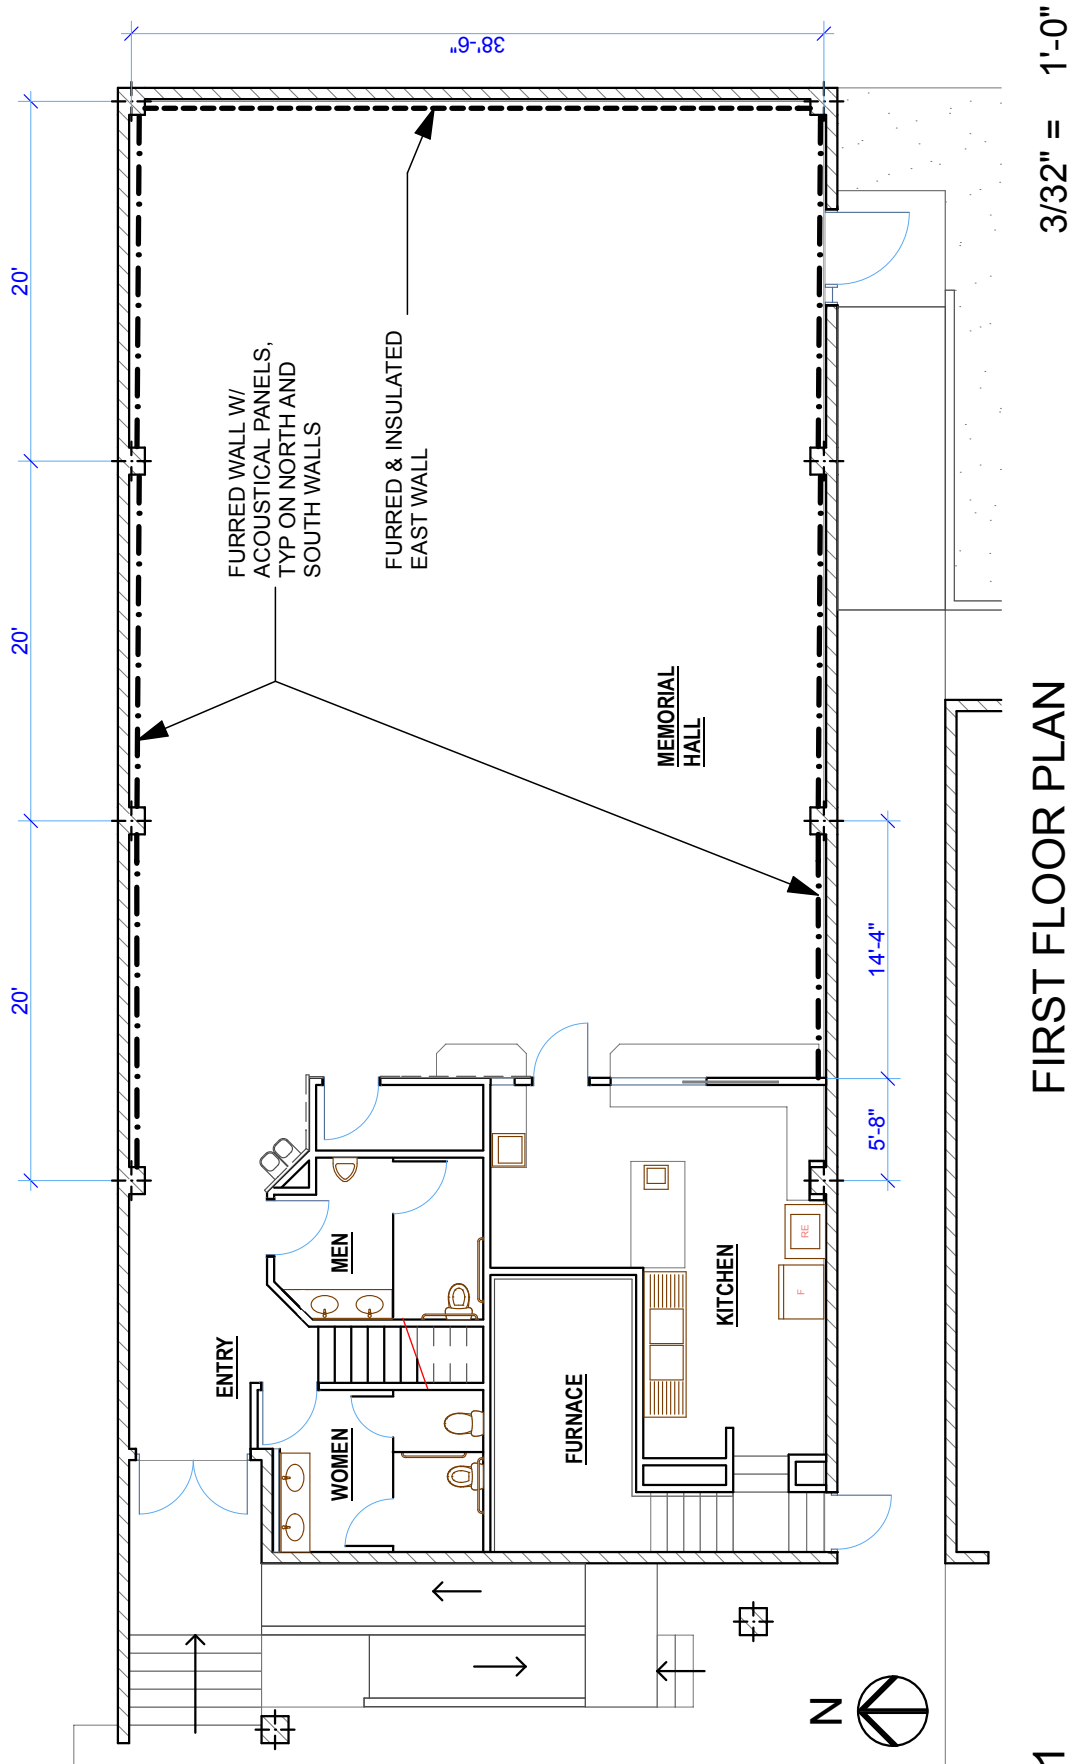 20'
20'
20'
38'-6"
FURRED WALL W/
ACOUSTICAL PANELS,
TYP ON NORTH AND
SOUTH WALLS
FURRED & INSULATED
EAST WALL
MEMORIAL
HALL
ENTRY
MEN
WOMEN
FURNACE
KITCHEN
F
RE
5'-8"
14'-4"
N
1
FIRST FLOOR PLAN
3/32" = 1'-0"